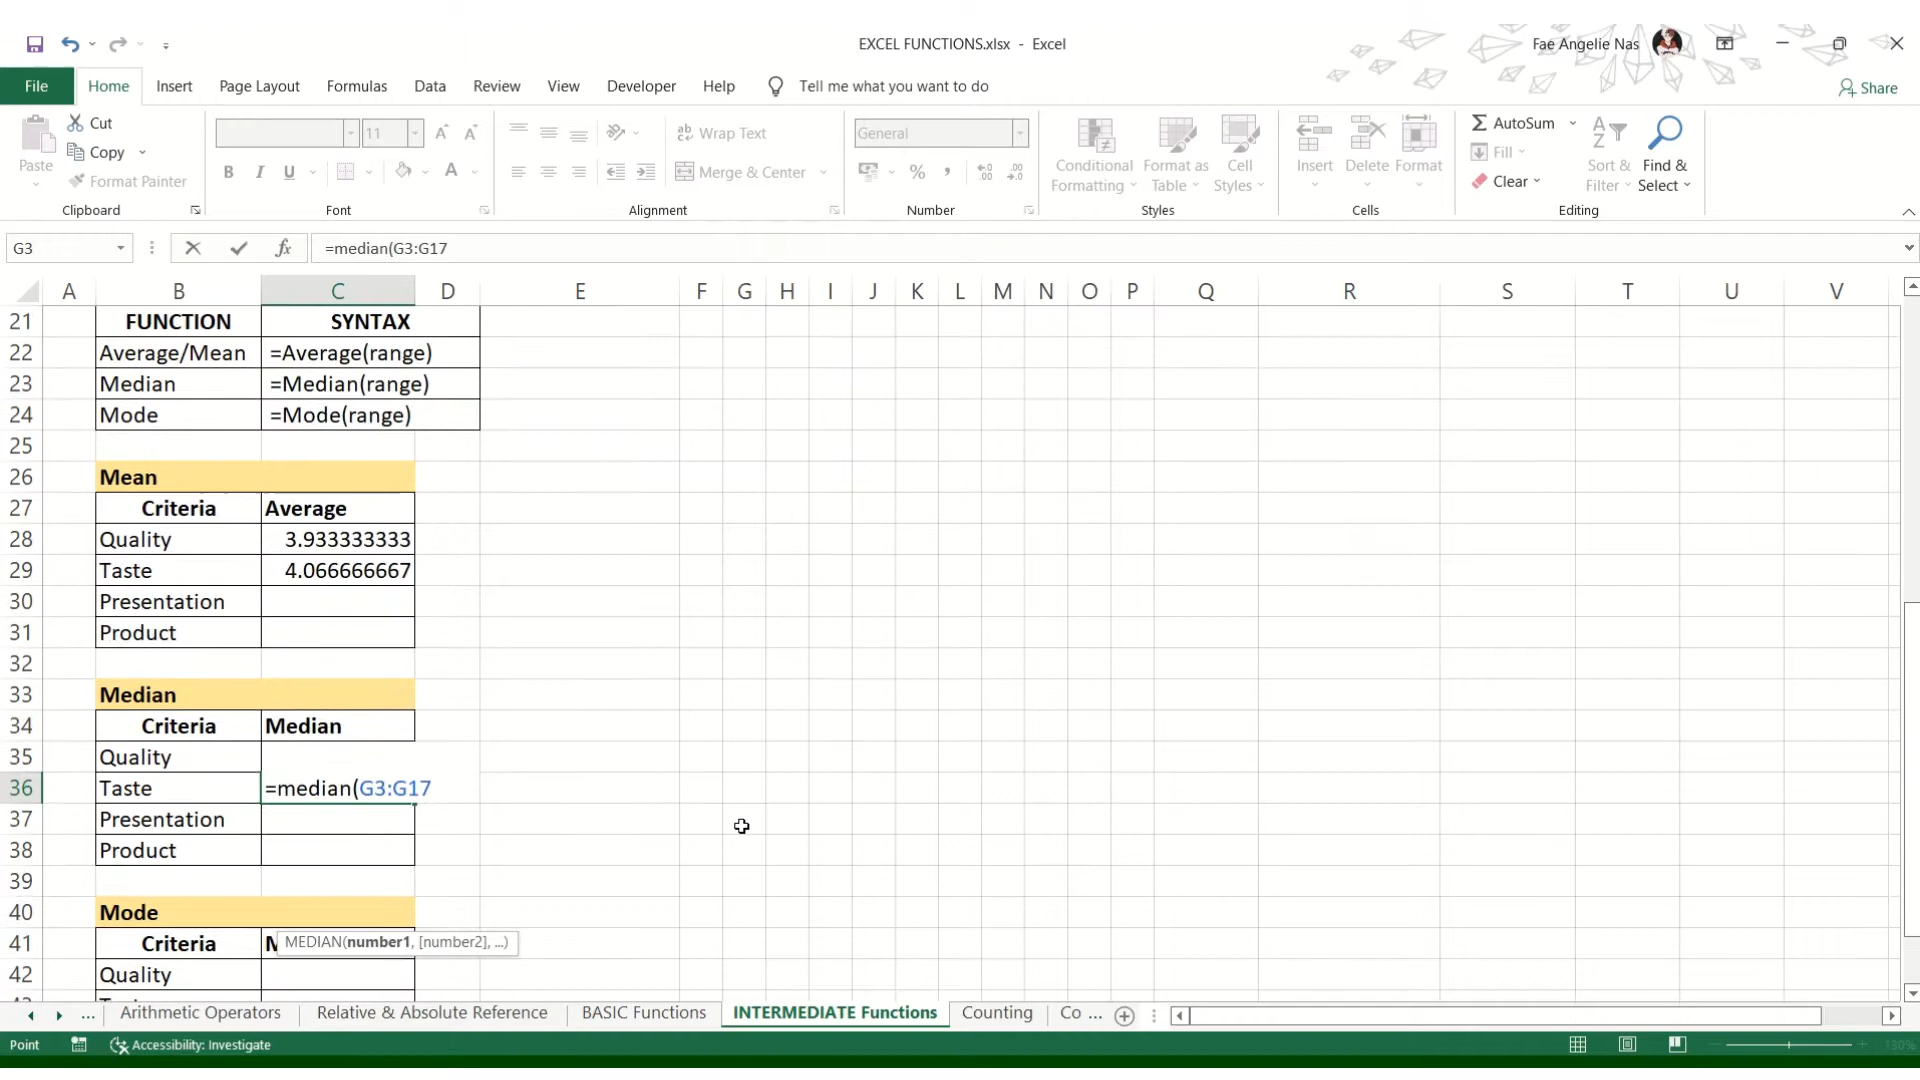 EXCEL FUNCTIONS.xlsx - Excel
Fae Angelie Nas
File Home Insert Page Layout Formulas Data Review View Developer Help Tell me what you want to do
Share
Paste
Cut
Copy
Format Painter
Clipboard
11
B I U
Font
Wrap Text
Merge & Center
Alignment
General
%
Number
Conditional Formatting
Format as Table
Cell Styles
Styles
Insert
Delete
Format
Cells
AutoSum
Fill
Clear
Sort & Filter
Find & Select
Editing
G3
fx
=median(G3:G17
A B C D E F G H I J K L M N O P Q R S T U V
21 FUNCTION SYNTAX
22 Average/Mean =Average(range)
23 Median =Median(range)
24 Mode =Mode(range)
25
26 Mean
27 Criteria Average
28 Quality 3.933333333
29 Taste 4.066666667
30 Presentation
31 Product
32
33 Median
34 Criteria Median
35 Quality
36 Taste =median(G3:G17
37 Presentation
38 Product
39
40 Mode
41 Criteria
MEDIAN(number1, [number2], ...)
42 Quality
... Arithmetic Operators Relative & Absolute Reference BASIC Functions INTERMEDIATE Functions Counting Co ...
Point
Accessibility: Investigate
130%